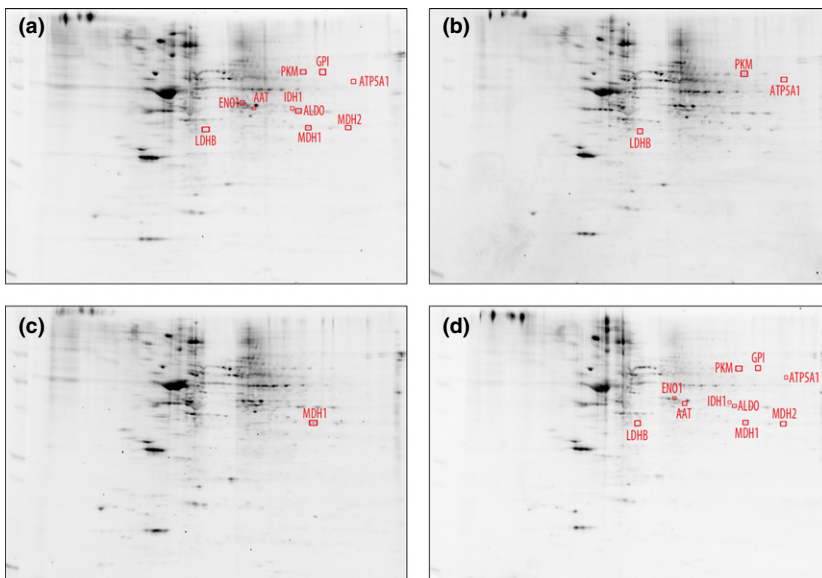 (a)
PKM GPI
ATP5A1
ENO1 AAT IDH1 ALDO
LDHB MDH1 MDH2
(b)
PKM
ATP5A1
LDHB
(c)
MDH1
(d)
PKM GPI
ATP5A1
ENO1
AAT IDH1 ALDO
LDHB MDH1 MDH2